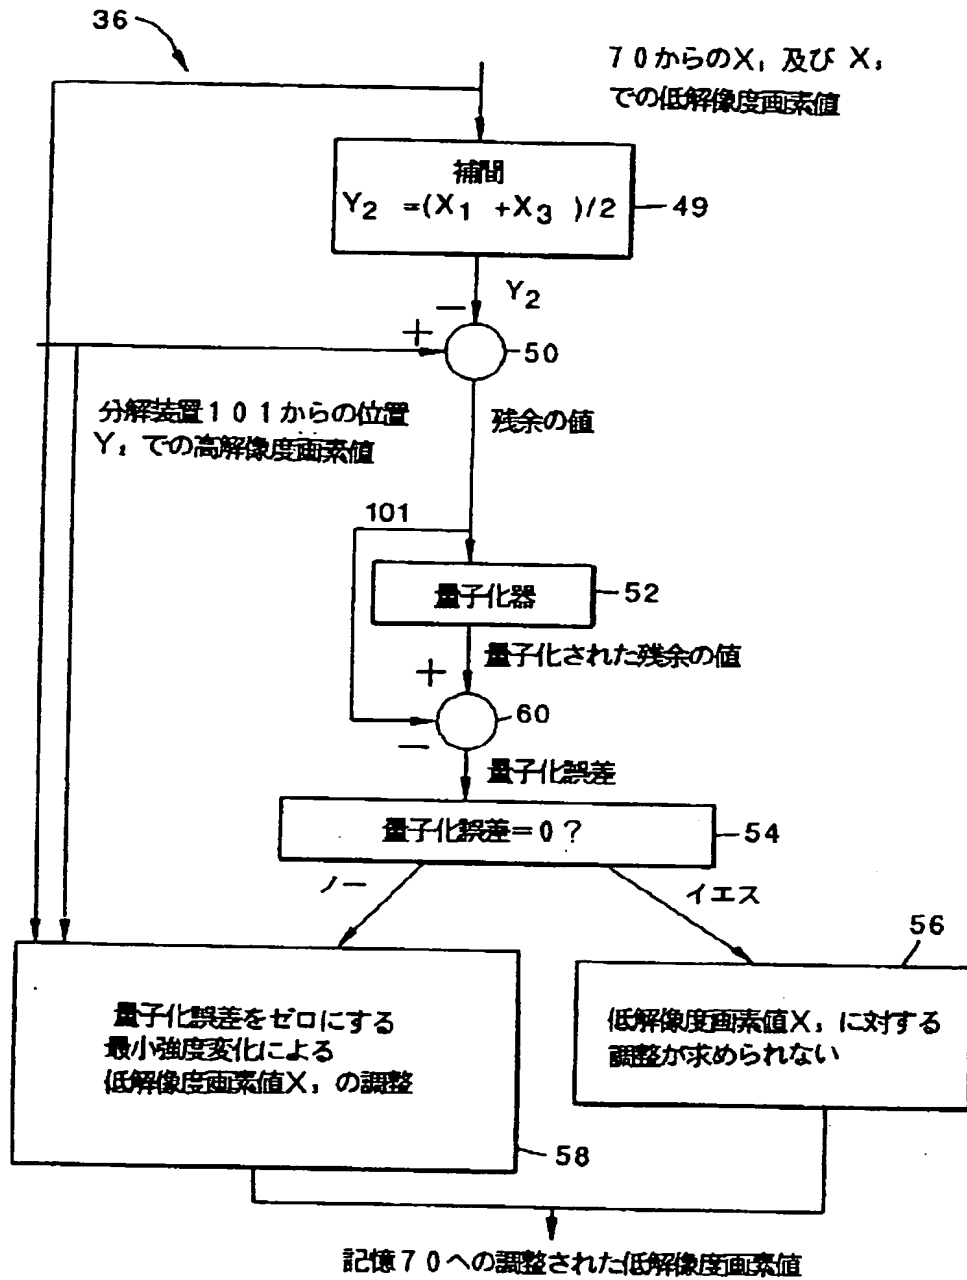 36
70からのX₁ 及び X₃
での低解像度画素値
補間
Y₂ =(X₁ +X₃ )/2
49
Y₂
−
+
50
分解装置101からの位置
Y₂ での高解像度画素値
残余の値
101
量子化器
52
量子化された残余の値
+
60
−
量子化誤差
量子化誤差=0?
54
ノー
イエス
56
量子化誤差をゼロにする
最小強度変化による
低解像度画素値X₃ の調整
低解像度画素値X₃ に対する
調整が求められない
58
記憶70への調整された低解像度画素値